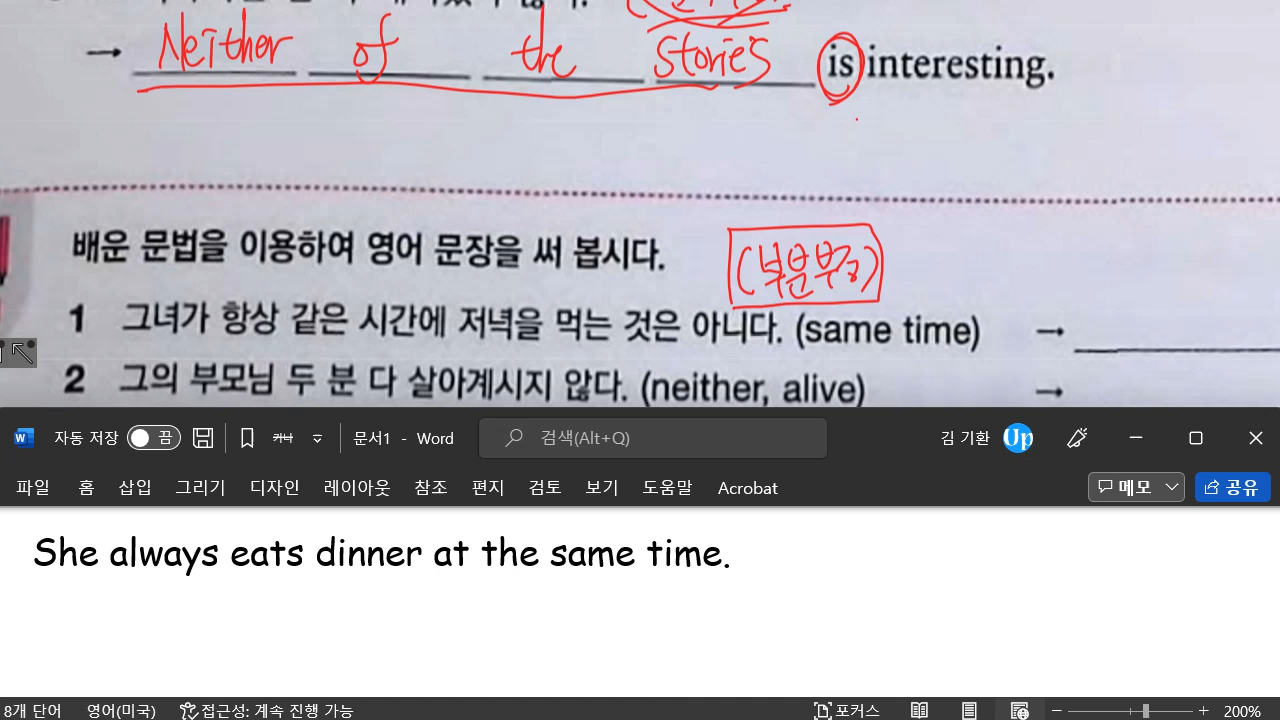 → Neither of the stories is interesting.
배운 문법을 이용하여 영어 문장을 써 봅시다. (부분부정)
1 그녀가 항상 같은 시간에 저녁을 먹는 것은 아니다. (same time) →
2 그의 부모님 두 분 다 살아계시지 않다. (neither, alive) →
자동 저장 끔 가나 문서1 - Word 검색(Alt+Q) 김 기환 Up
파일 홈 삽입 그리기 디자인 레이아웃 참조 편지 검토 보기 도움말 Acrobat 메모 공유
She always eats dinner at the same time.
8개 단어 영어(미국) 접근성: 계속 진행 가능 포커스 200%